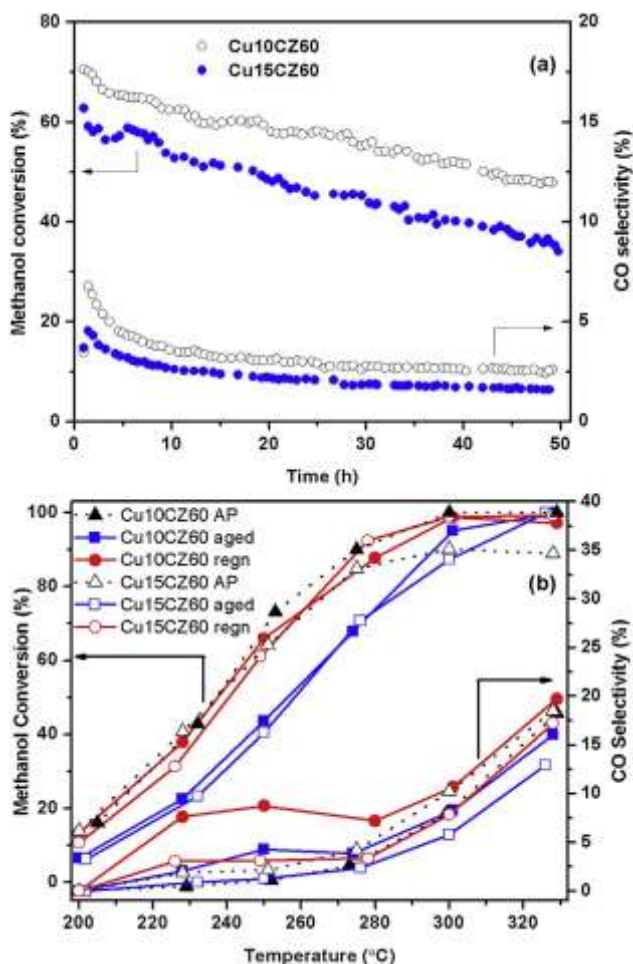 80
60
40
20
0
Methanol conversion (%)
Cu10CZ60
Cu15CZ60
(a)
20
15
10
5
0
CO selectivity (%)
0 10 20 30 40 50
Time (h)
100
80
60
40
20
0
Methanol Conversion (%)
Cu10CZ60 AP
Cu10CZ60 aged
Cu10CZ60 regn
Cu15CZ60 AP
Cu15CZ60 aged
Cu15CZ60 regn
(b)
40
35
30
25
20
15
10
5
0
CO Selectivity (%)
200 220 240 260 280 300 320
Temperature (°C)